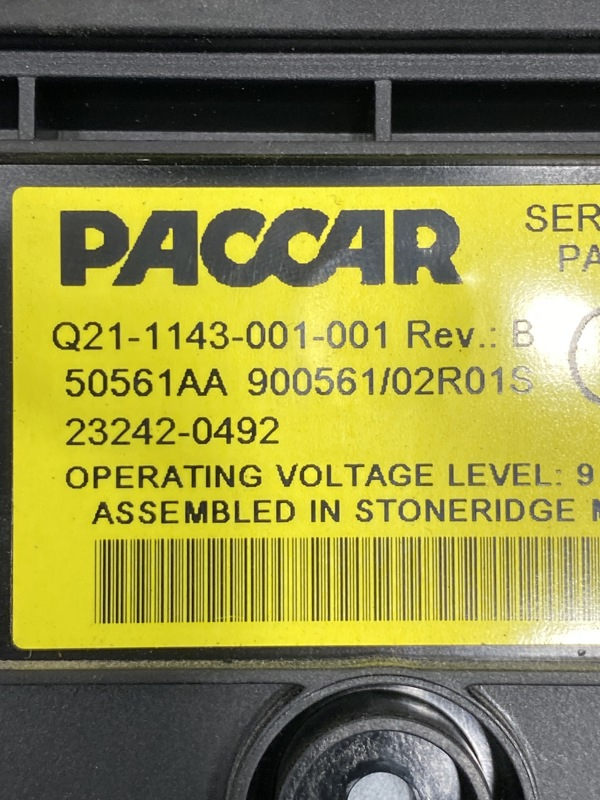 PACCAR
SER
PA
Q21-1143-001-001 Rev.: B
50561AA 900561/02R01S
23242-0492
OPERATING VOLTAGE LEVEL: 9
ASSEMBLED IN STONERIDGE